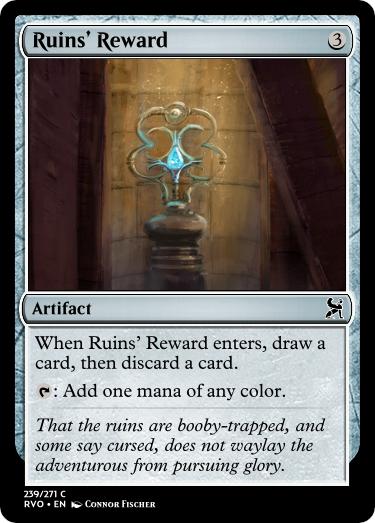 Ruins’ Reward 3
Artifact
When Ruins’ Reward enters, draw a
card, then discard a card.
: Add one mana of any color.
That the ruins are booby-trapped, and
some say cursed, does not waylay the
adventurous from pursuing glory.
239/271 C
RVO • EN Connor Fischer